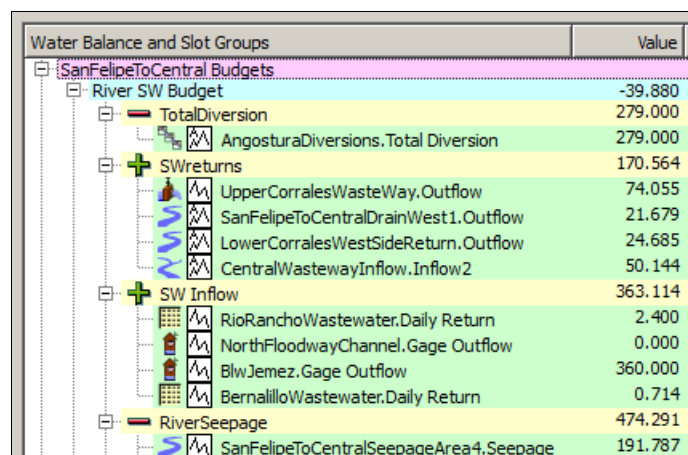 Water Balance and Slot Groups Value
SanFelipeToCentral Budgets
River SW Budget -39.880
TotalDiversion 279.000
AngosturaDiversions.Total Diversion 279.000
SWreturns 170.564
UpperCorralesWasteWay.Outflow 74.055
SanFelipeToCentralDrainWest1.Outflow 21.679
LowerCorralesWestSideReturn.Outflow 24.685
CentralWastewayInflow.Inflow2 50.144
SW Inflow 363.114
RioRanchoWastewater.Daily Return 2.400
NorthFloodwayChannel.Gage Outflow 0.000
BlwJemez.Gage Outflow 360.000
BernalilloWastewater.Daily Return 0.714
RiverSeepage 474.291
SanFelipeToCentralSeepageArea4.Seepage 191.787